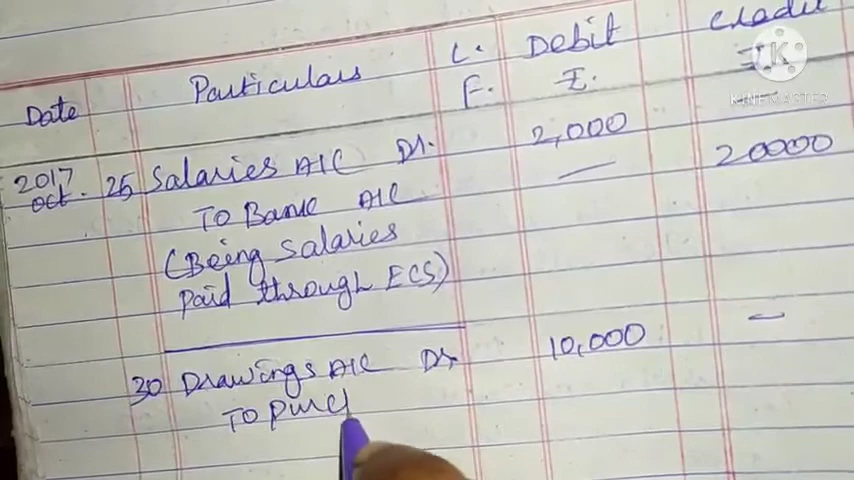 Date Particulars L. F. Debit ₹. Credit ₹
2017
Oct. 25 Salaries A/C Dr. 2,000
To Bank A/C — 20000
(Being Salaries
paid through ECS)
30 Drawings A/C Dr. 10,000 —
To purc
K
KINEMASTER